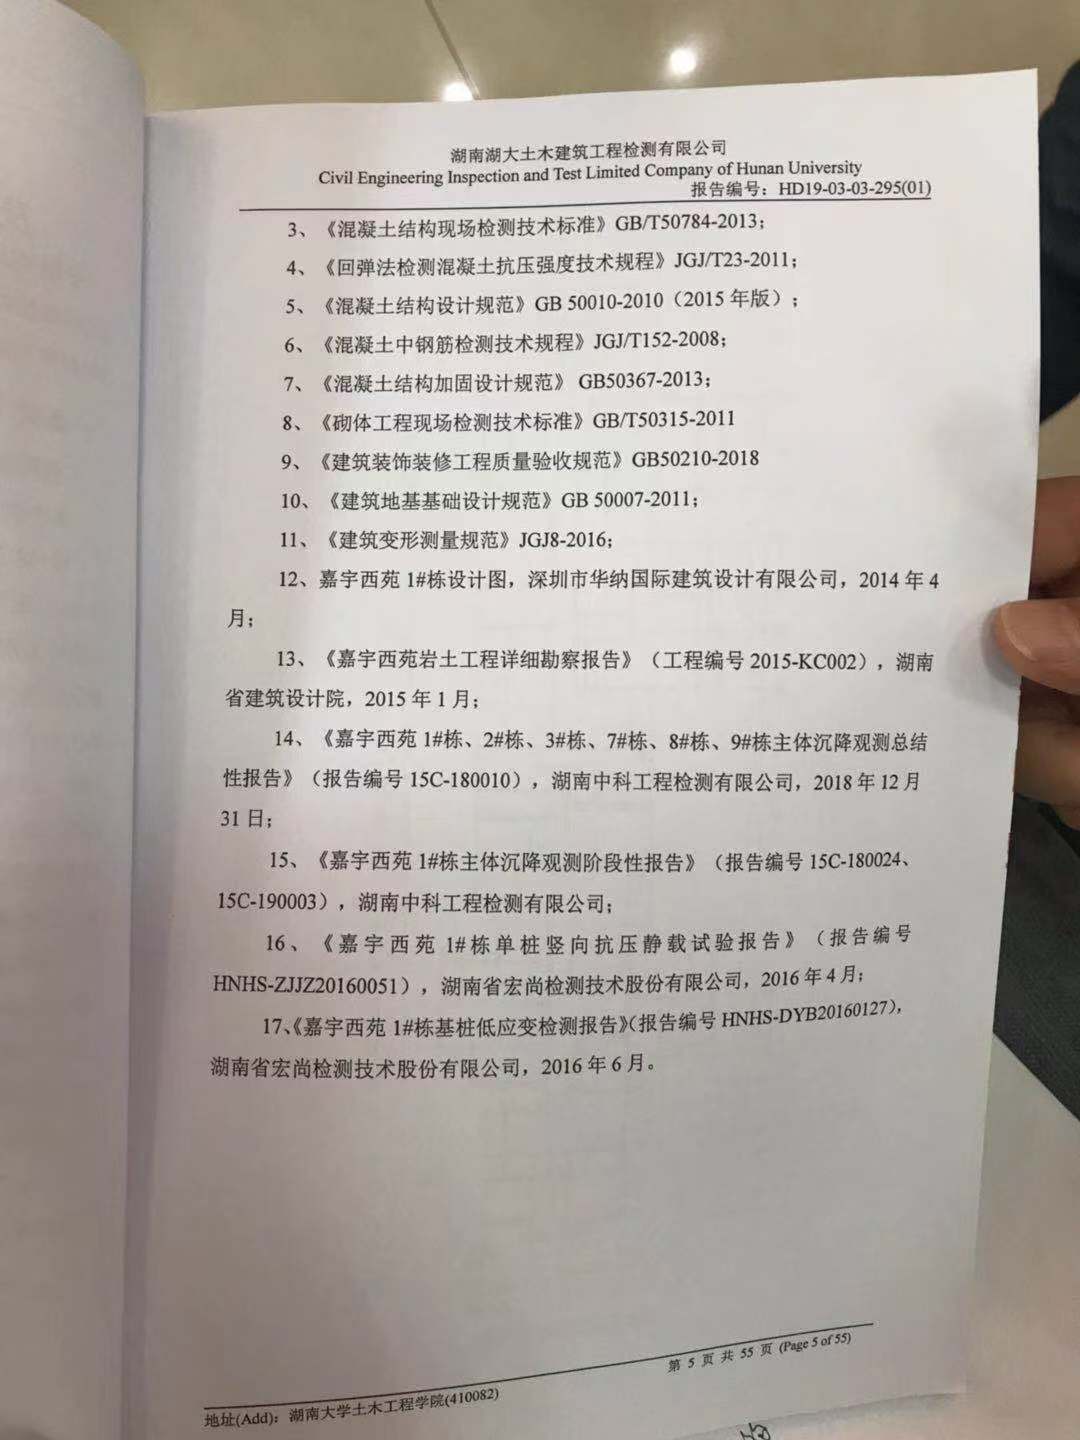 湖南湖大土木建筑工程检测有限公司
Civil Engineering Inspection and Test Limited Company of Hunan University
报告编号：HD19-03-03-295(01)
3、《混凝土结构现场检测技术标准》GB/T50784-2013；
4、《回弹法检测混凝土抗压强度技术规程》JGJ/T23-2011；
5、《混凝土结构设计规范》GB 50010-2010（2015 年版）；
6、《混凝土中钢筋检测技术规程》JGJ/T152-2008；
7、《混凝土结构加固设计规范》 GB50367-2013；
8、《砌体工程现场检测技术标准》GB/T50315-2011
9、《建筑装饰装修工程质量验收规范》GB50210-2018
10、《建筑地基基础设计规范》GB 50007-2011；
11、《建筑变形测量规范》JGJ8-2016；
12、嘉宇西苑 1#栋设计图，深圳市华纳国际建筑设计有限公司，2014 年 4
月；
13、《嘉宇西苑岩土工程详细勘察报告》（工程编号 2015-KC002），湖南
省建筑设计院，2015 年 1 月；
14、《嘉宇西苑 1#栋、2#栋、3#栋、7#栋、8#栋、9#栋主体沉降观测总结
性报告》（报告编号 15C-180010），湖南中科工程检测有限公司，2018 年 12 月
31 日；
15、《嘉宇西苑 1#栋主体沉降观测阶段性报告》（报告编号 15C-180024、
15C-190003），湖南中科工程检测有限公司；
16、《嘉宇西苑 1#栋单桩竖向抗压静载试验报告》（报告编号
HNHS-ZJJZ20160051），湖南省宏尚检测技术股份有限公司，2016 年 4 月；
17、《嘉宇西苑 1#栋基桩低应变检测报告》（报告编号 HNHS-DYB20160127），
湖南省宏尚检测技术股份有限公司，2016 年 6 月。
第 5 页 共 55 页 (Page 5 of 55)
地址(Add)：湖南大学土木工程学院(410082)